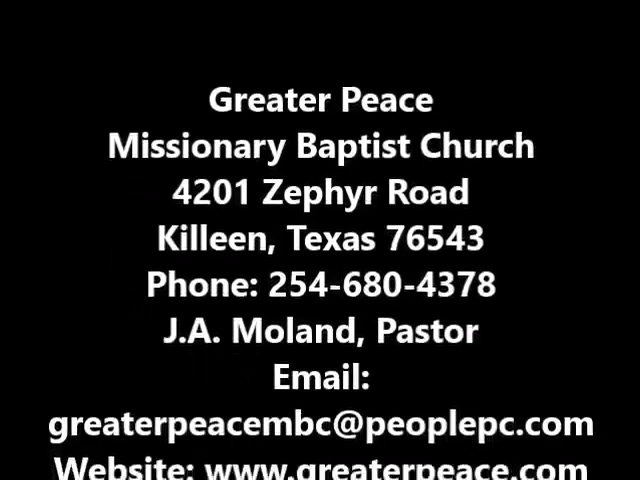 Greater Peace
Missionary Baptist Church
4201 Zephyr Road
Killeen, Texas 76543
Phone: 254-680-4378
J.A. Moland, Pastor
Email:
greaterpeacembc@peoplepc.com
Website: www.greaterpeace.com